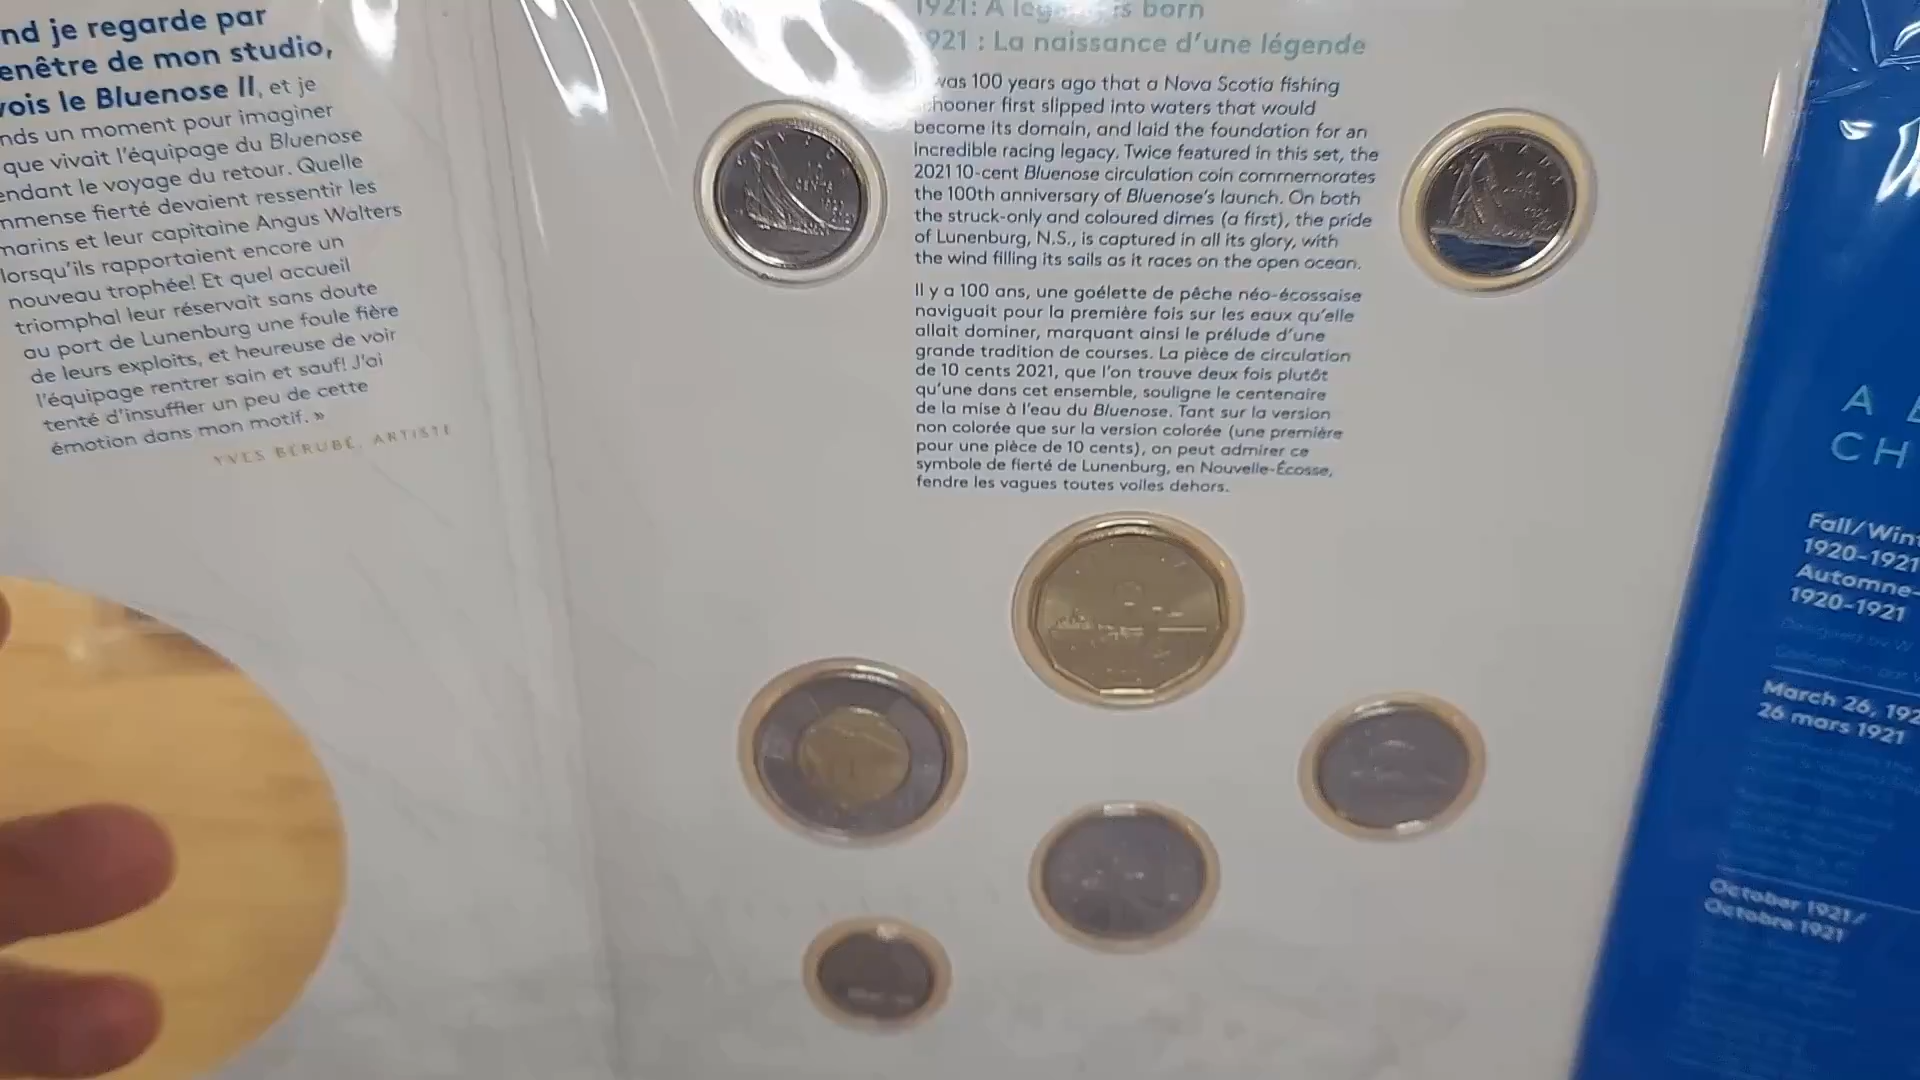 nd je regarde par
enêtre de mon studio,
vois le Bluenose II, et je
nds un moment pour imaginer
que vivait l'équipage du Bluenose
endant le voyage du retour. Quelle
mmense fierté devaient ressentir les
marins et leur capitaine Angus Walters
lorsqu'ils rapportaient encore un
nouveau trophée! Et quel accueil
triomphal leur réservait sans doute
au port de Lunenburg une foule fière
de leurs exploits, et heureuse de voir
l'équipage rentrer sain et sauf! J'ai
tenté d'insuffler un peu de cette
émotion dans mon motif. »
YVES BÉRUBÉ, ARTISTE
1921: A legend is born
921 : La naissance d'une légende
was 100 years ago that a Nova Scotia fishing
schooner first slipped into waters that would
become its domain, and laid the foundation for an
incredible racing legacy. Twice featured in this set, the
2021 10-cent Bluenose circulation coin commemorates
the 100th anniversary of Bluenose's launch. On both
the struck-only and coloured dimes (a first), the pride
of Lunenburg, N.S., is captured in all its glory, with
the wind filling its sails as it races on the open ocean.
Il y a 100 ans, une goélette de pêche néo-écossaise
naviguait pour la première fois sur les eaux qu'elle
allait dominer, marquant ainsi le prélude d'une
grande tradition de courses. La pièce de circulation
de 10 cents 2021, que l'on trouve deux fois plutôt
qu'une dans cet ensemble, souligne le centenaire
de la mise à l'eau du Bluenose. Tant sur la version
non colorée que sur la version colorée (une première
pour une pièce de 10 cents), on peut admirer ce
symbole de fierté de Lunenburg, en Nouvelle-Écosse,
fendre les vagues toutes voiles dehors.
A
CH
Fall/Wint
1920-1921
Automne-
1920-1921
March 26, 192
26 mars 1921
October 1921/
Octobre 1921